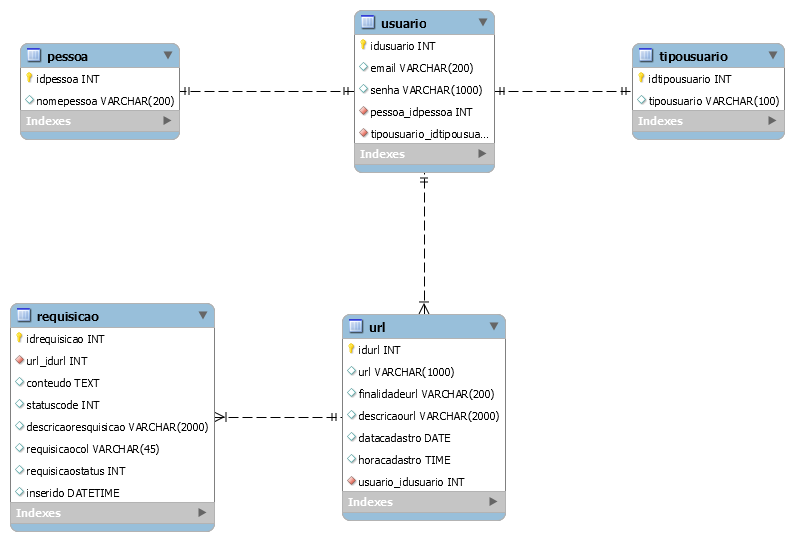 pessoa
idpessoa INT
nomepessoa VARCHAR(200)
Indexes
usuario
idusuario INT
email VARCHAR(200)
senha VARCHAR(1000)
pessoa_idpessoa INT
tipousuario_idtipousua...
Indexes
tipousuario
idtipousuario INT
tipousuario VARCHAR(100)
Indexes
requisicao
idrequisicao INT
url_idurl INT
conteudo TEXT
statuscode INT
descricaoresquisicao VARCHAR(2000)
requisicaocol VARCHAR(45)
requisicaostatus INT
inserido DATETIME
Indexes
url
idurl INT
url VARCHAR(1000)
finalidadeurl VARCHAR(200)
descricaourl VARCHAR(2000)
datacadastro DATE
horacadastro TIME
usuario_idusuario INT
Indexes